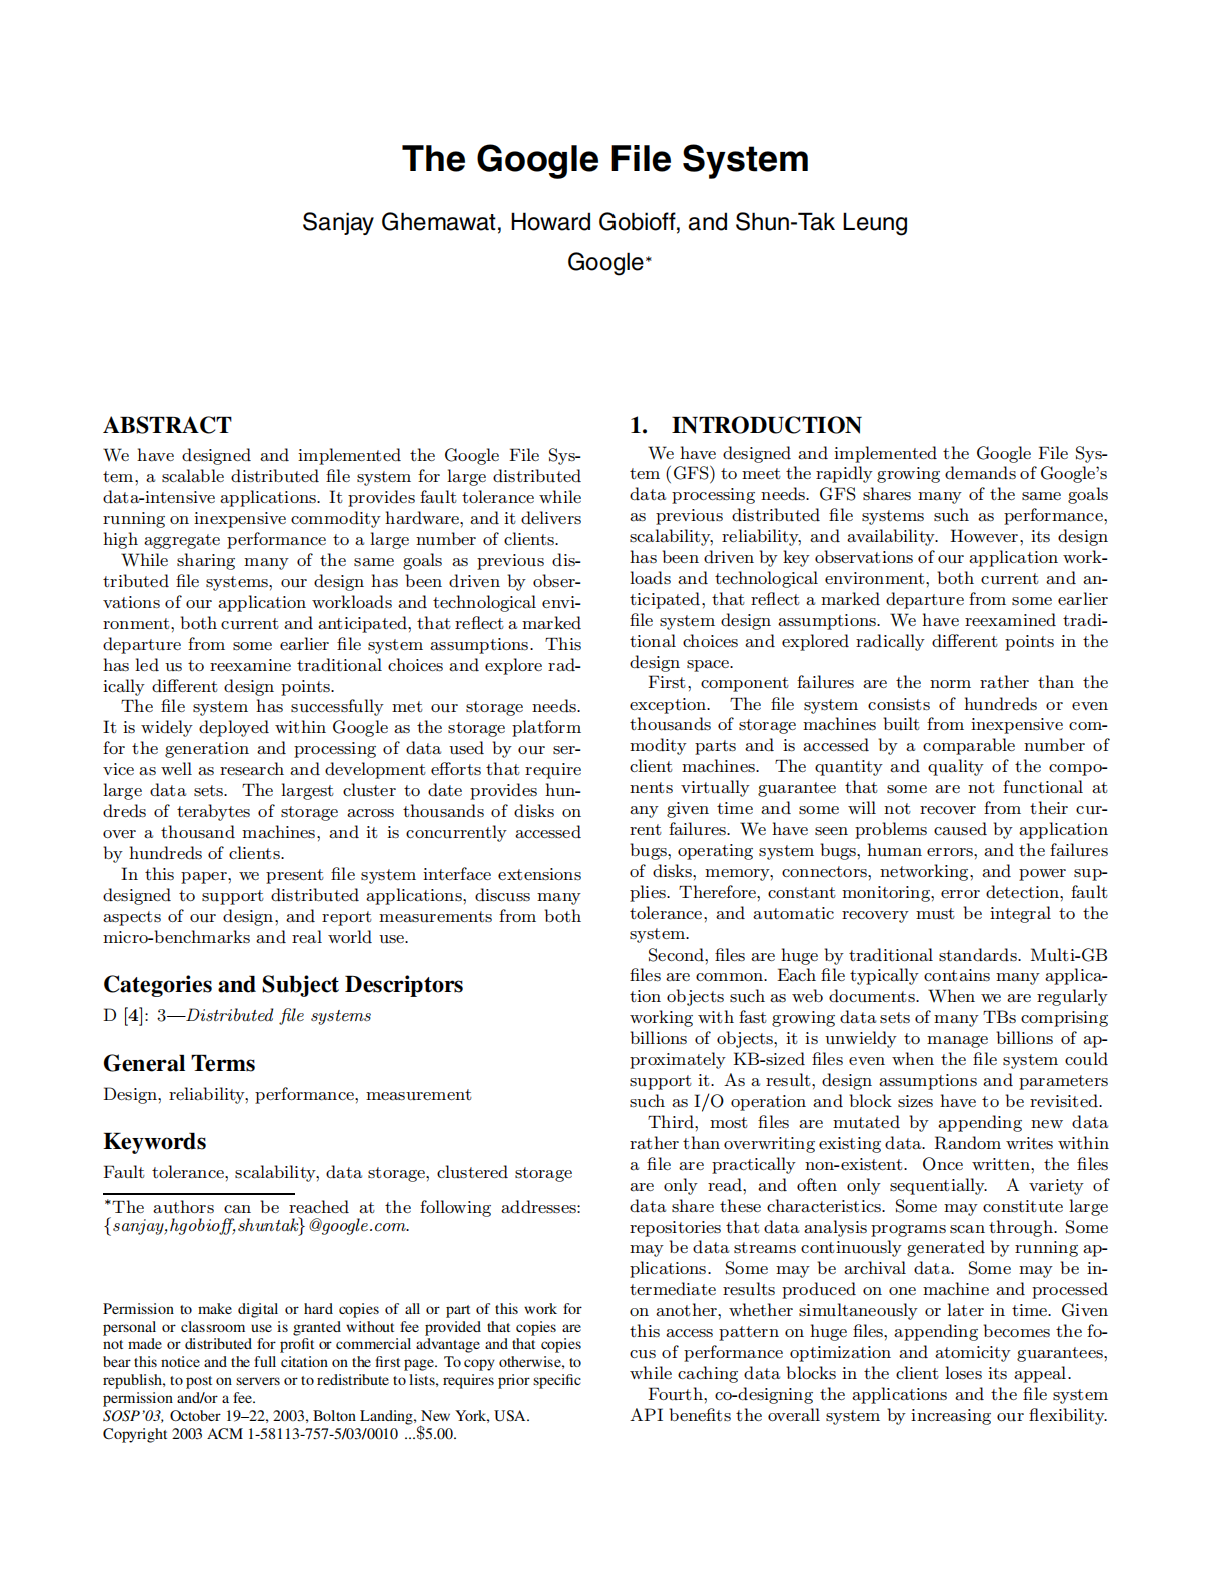 The Google File System
Sanjay Ghemawat, Howard Gobioff, and Shun-Tak Leung
Google*
ABSTRACT
We have designed and implemented the Google File Sys-
tem, a scalable distributed file system for large distributed
data-intensive applications. It provides fault tolerance while
running on inexpensive commodity hardware, and it delivers
high aggregate performance to a large number of clients.
While sharing many of the same goals as previous dis-
tributed file systems, our design has been driven by obser-
vations of our application workloads and technological envi-
ronment, both current and anticipated, that reflect a marked
departure from some earlier file system assumptions. This
has led us to reexamine traditional choices and explore rad-
ically different design points.
The file system has successfully met our storage needs.
It is widely deployed within Google as the storage platform
for the generation and processing of data used by our ser-
vice as well as research and development efforts that require
large data sets. The largest cluster to date provides hun-
dreds of terabytes of storage across thousands of disks on
over a thousand machines, and it is concurrently accessed
by hundreds of clients.
In this paper, we present file system interface extensions
designed to support distributed applications, discuss many
aspects of our design, and report measurements from both
micro-benchmarks and real world use.
Categories and Subject Descriptors
D [4]: 3—Distributed file systems
General Terms
Design, reliability, performance, measurement
Keywords
Fault tolerance, scalability, data storage, clustered storage
*The authors can be reached at the following addresses:
{sanjay,hgobioff,shuntak}@google.com.
Permission to make digital or hard copies of all or part of this work for
personal or classroom use is granted without fee provided that copies are
not made or distributed for profit or commercial advantage and that copies
bear this notice and the full citation on the first page. To copy otherwise, to
republish, to post on servers or to redistribute to lists, requires prior specific
permission and/or a fee.
SOSP'03, October 19–22, 2003, Bolton Landing, New York, USA.
Copyright 2003 ACM 1-58113-757-5/03/0010 ...$5.00.
1. INTRODUCTION
We have designed and implemented the Google File Sys-
tem (GFS) to meet the rapidly growing demands of Google's
data processing needs. GFS shares many of the same goals
as previous distributed file systems such as performance,
scalability, reliability, and availability. However, its design
has been driven by key observations of our application work-
loads and technological environment, both current and an-
ticipated, that reflect a marked departure from some earlier
file system design assumptions. We have reexamined tradi-
tional choices and explored radically different points in the
design space.
First, component failures are the norm rather than the
exception. The file system consists of hundreds or even
thousands of storage machines built from inexpensive com-
modity parts and is accessed by a comparable number of
client machines. The quantity and quality of the compo-
nents virtually guarantee that some are not functional at
any given time and some will not recover from their cur-
rent failures. We have seen problems caused by application
bugs, operating system bugs, human errors, and the failures
of disks, memory, connectors, networking, and power sup-
plies. Therefore, constant monitoring, error detection, fault
tolerance, and automatic recovery must be integral to the
system.
Second, files are huge by traditional standards. Multi-GB
files are common. Each file typically contains many applica-
tion objects such as web documents. When we are regularly
working with fast growing data sets of many TBs comprising
billions of objects, it is unwieldy to manage billions of ap-
proximately KB-sized files even when the file system could
support it. As a result, design assumptions and parameters
such as I/O operation and block sizes have to be revisited.
Third, most files are mutated by appending new data
rather than overwriting existing data. Random writes within
a file are practically non-existent. Once written, the files
are only read, and often only sequentially. A variety of
data share these characteristics. Some may constitute large
repositories that data analysis programs scan through. Some
may be data streams continuously generated by running ap-
plications. Some may be archival data. Some may be in-
termediate results produced on one machine and processed
on another, whether simultaneously or later in time. Given
this access pattern on huge files, appending becomes the fo-
cus of performance optimization and atomicity guarantees,
while caching data blocks in the client loses its appeal.
Fourth, co-designing the applications and the file system
API benefits the overall system by increasing our flexibility.